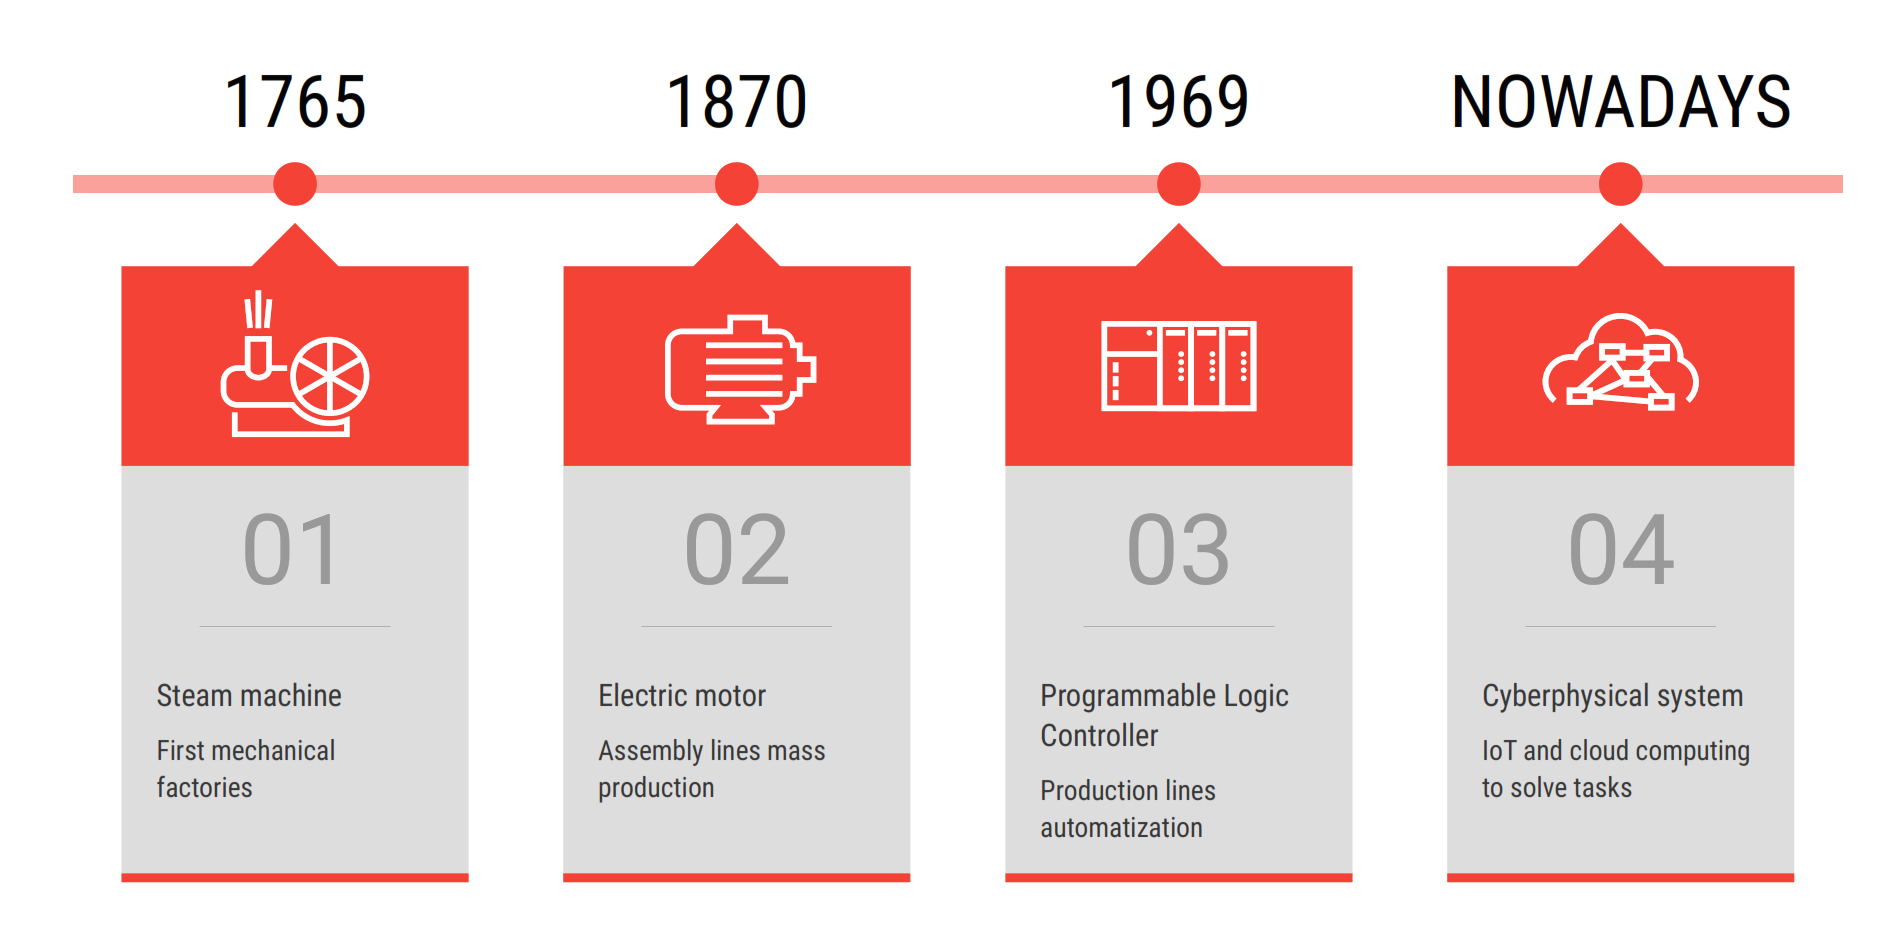 1765
1870
1969
NOWADAYS
01
Steam machine
First mechanical
factories
02
Electric motor
Assembly lines mass
production
03
Programmable Logic
Controller
Production lines
automatization
04
Cyberphysical system
IoT and cloud computing
to solve tasks